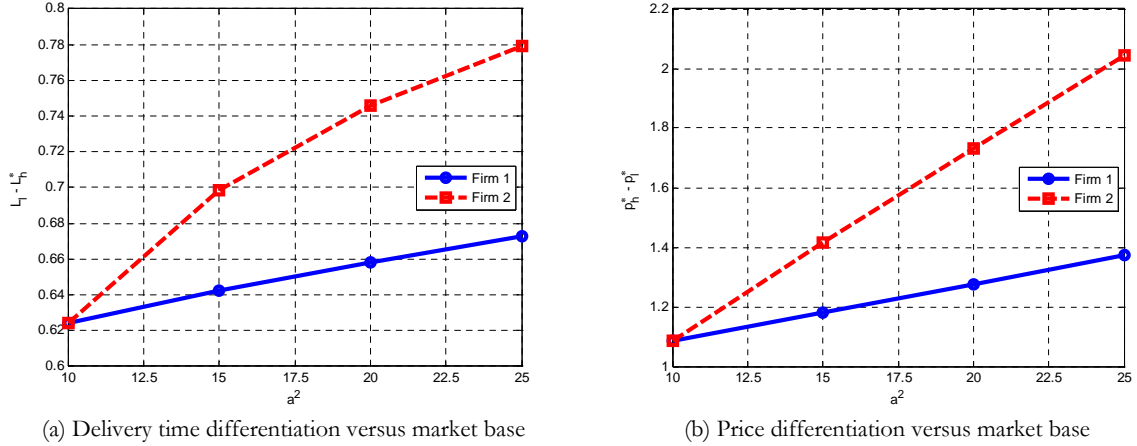 0.8
0.78
0.76
0.74
0.72
0.7
0.68
0.66
0.64
0.62
0.6
L_l - L_h^*
10 12.5 15 17.5 20 22.5 25
a^2
Firm 1
Firm 2
(a) Delivery time differentiation versus market base
2.2
2
1.8
1.6
1.4
1.2
1
p_h^* - p_l^*
10 12.5 15 17.5 20 22.5 25
a^2
Firm 1
Firm 2
(b) Price differentiation versus market base